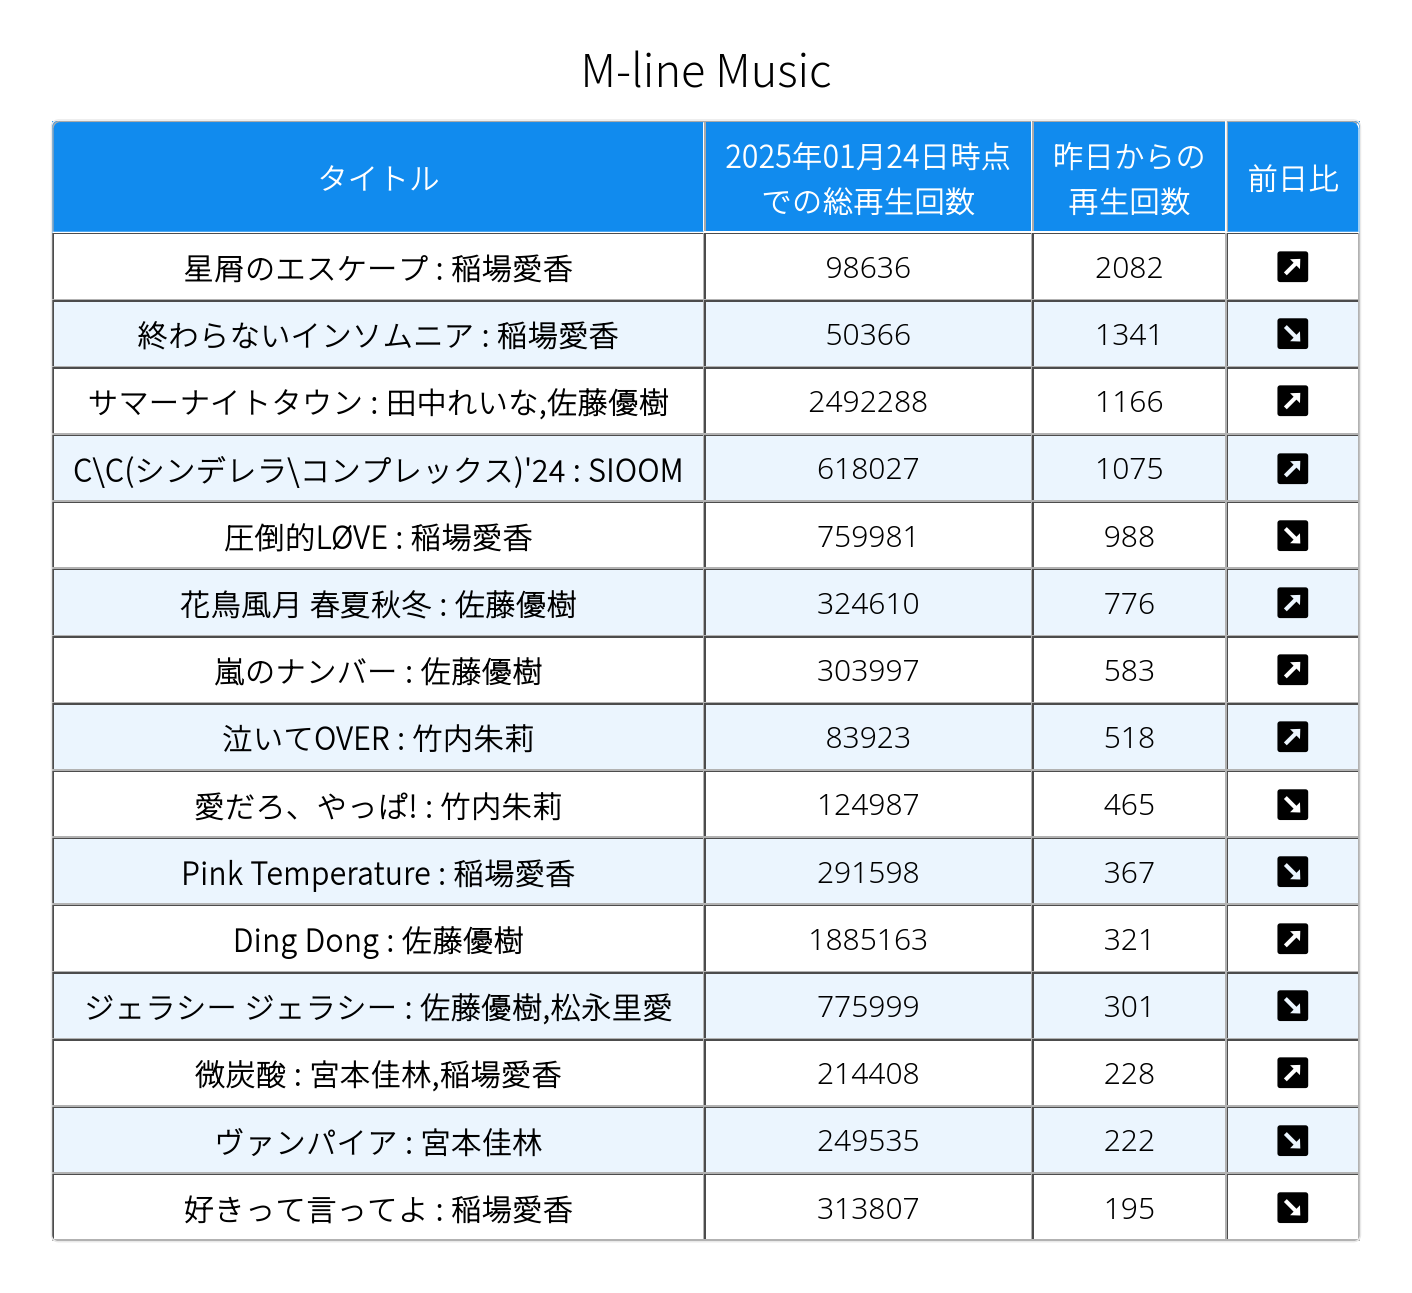 M-line Music
タイトル 2025年01月24日時点での総再生回数 昨日からの再生回数 前日比
星屑のエスケープ : 稲場愛香 98636 2082 ↗
終わらないインソムニア : 稲場愛香 50366 1341 ↘
サマーナイトタウン : 田中れいな,佐藤優樹 2492288 1166 ↗
C\C(シンデレラ\コンプレックス)'24 : SIOOM 618027 1075 ↗
圧倒的LØVE : 稲場愛香 759981 988 ↘
花鳥風月 春夏秋冬 : 佐藤優樹 324610 776 ↗
嵐のナンバー : 佐藤優樹 303997 583 ↗
泣いてOVER : 竹内朱莉 83923 518 ↗
愛だろ、やっぱ! : 竹内朱莉 124987 465 ↘
Pink Temperature : 稲場愛香 291598 367 ↘
Ding Dong : 佐藤優樹 1885163 321 ↗
ジェラシー ジェラシー : 佐藤優樹,松永里愛 775999 301 ↘
微炭酸 : 宮本佳林,稲場愛香 214408 228 ↗
ヴァンパイア : 宮本佳林 249535 222 ↘
好きって言ってよ : 稲場愛香 313807 195 ↘